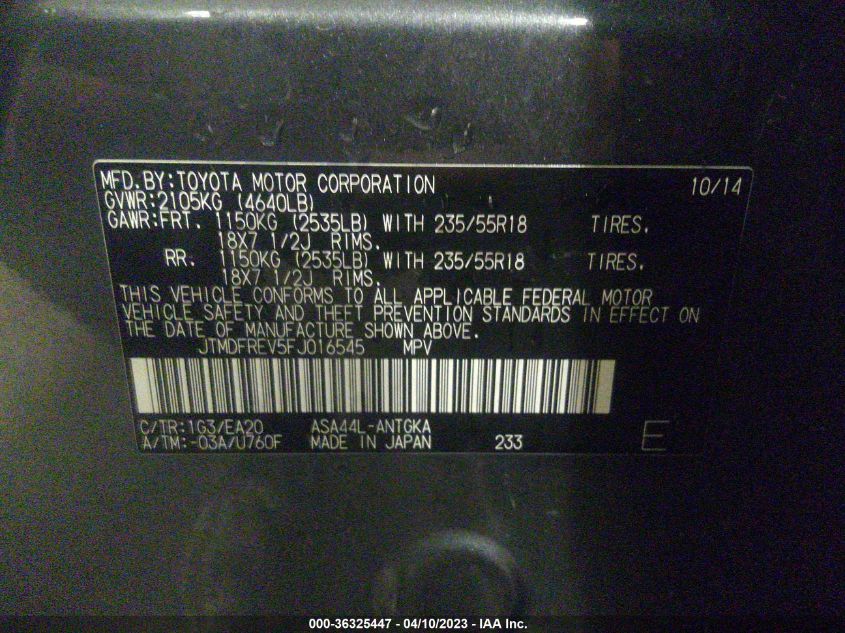 MFD.BY:TOYOTA MOTOR CORPORATION 10/14
GVWR:2105KG (4640LB)
GAWR:FRT. 1150KG (2535LB) WITH 235/55R18 TIRES.
18X7 1/2J RIMS.
RR. 1150KG (2535LB) WITH 235/55R18 TIRES.
18X7 1/2J RIMS.
THIS VEHICLE CONFORMS TO ALL APPLICABLE FEDERAL MOTOR
VEHICLE SAFETY AND THEFT PREVENTION STANDARDS IN EFFECT ON
THE DATE OF MANUFACTURE SHOWN ABOVE.
JTMDFREV5FJ016545 MPV
C/TR:1G3/EA20 ASA44L-ANTGKA
A/TM:-03A/U760F MADE IN JAPAN 233 E
000-36325447 - 04/10/2023 - IAA Inc.